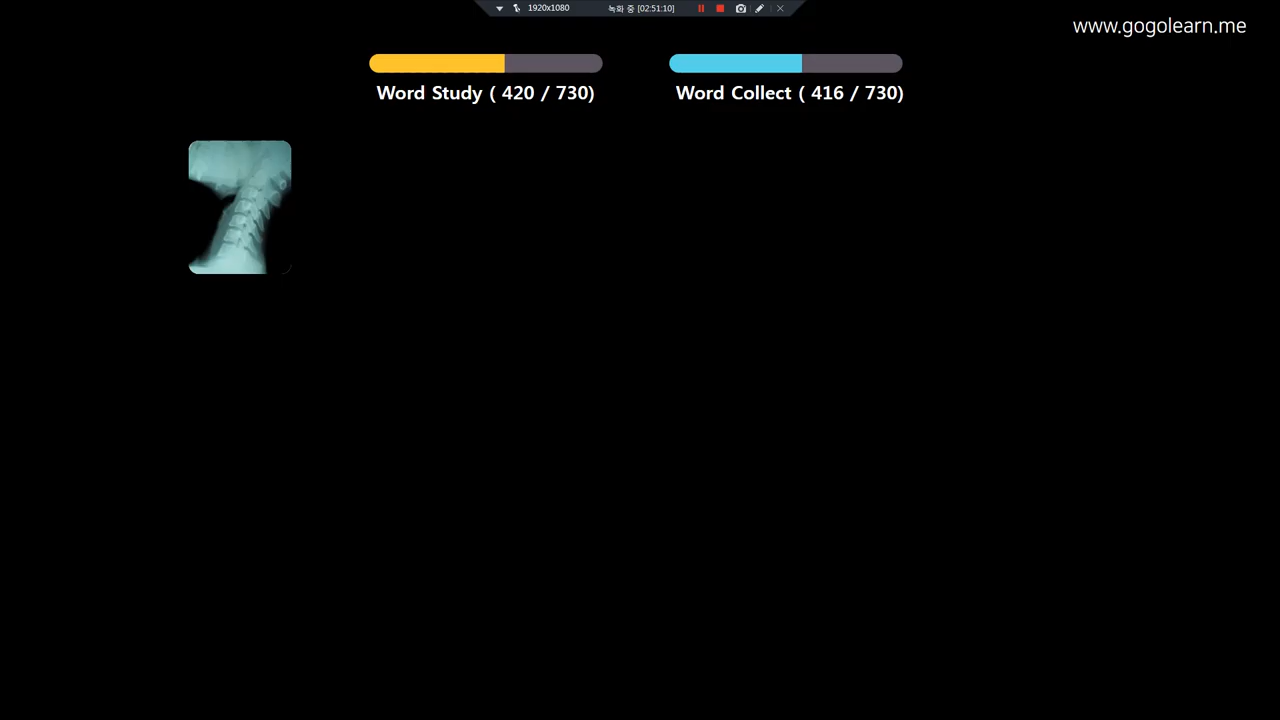 1920x1080 녹화 중 [02:51:10]
www.gogolearn.me
Word Study ( 420 / 730) Word Collect ( 416 / 730)